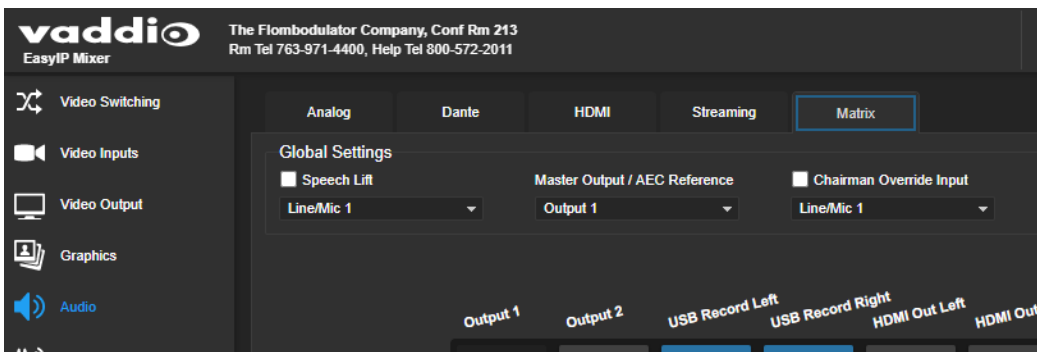 vaddio
EasyIP Mixer
The Flombodulator Company, Conf Rm 213
Rm Tel 763-971-4400, Help Tel 800-572-2011
Video Switching
Video Inputs
Video Output
Graphics
Audio
Analog Dante HDMI Streaming Matrix
Global Settings
Speech Lift Master Output / AEC Reference Chairman Override Input
Line/Mic 1 Output 1 Line/Mic 1
Output 1 Output 2 USB Record Left USB Record Right HDMI Out Left HDMI Out